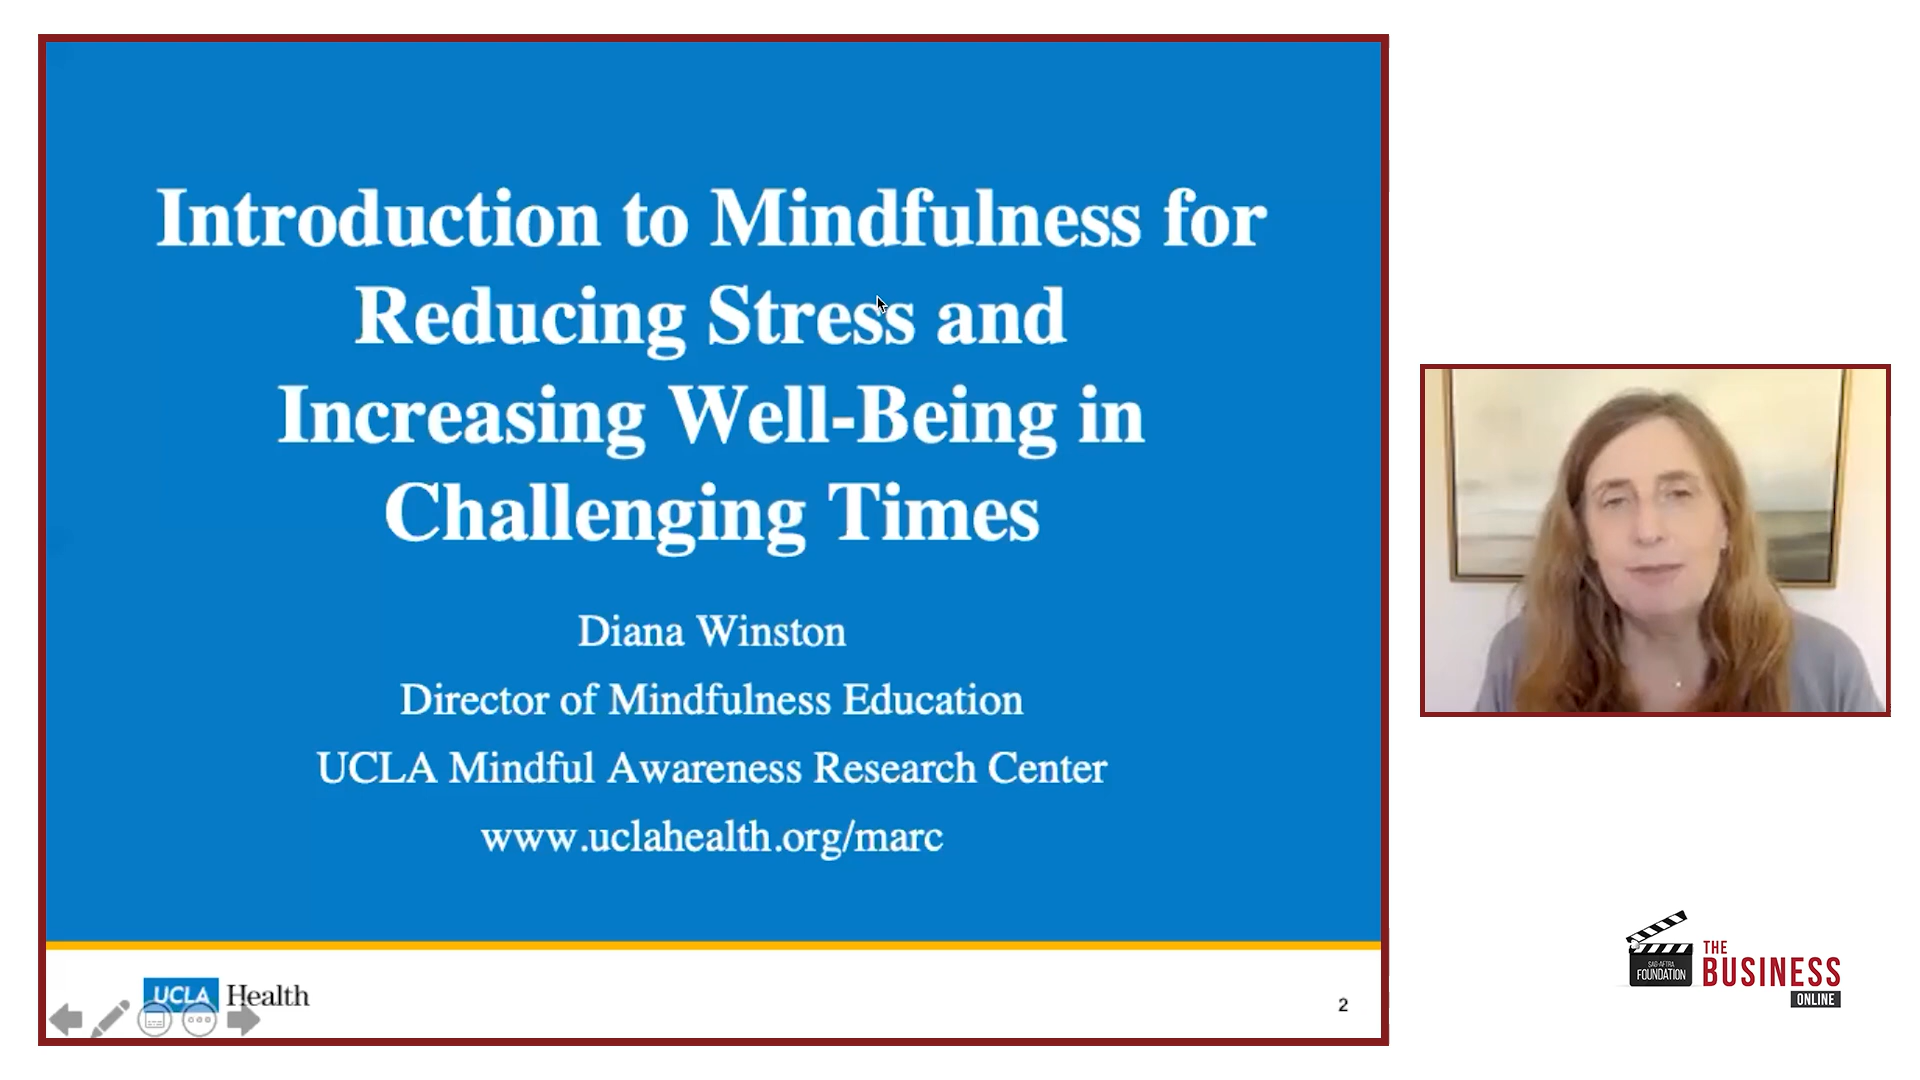 Introduction to Mindfulness for
Reducing Stress and
Increasing Well-Being in
Challenging Times
Diana Winston
Director of Mindfulness Education
UCLA Mindful Awareness Research Center
www.uclahealth.org/marc
UCLA Health
2
SAG-AFTRA
FOUNDATION
THE
BUSINESS
ONLINE